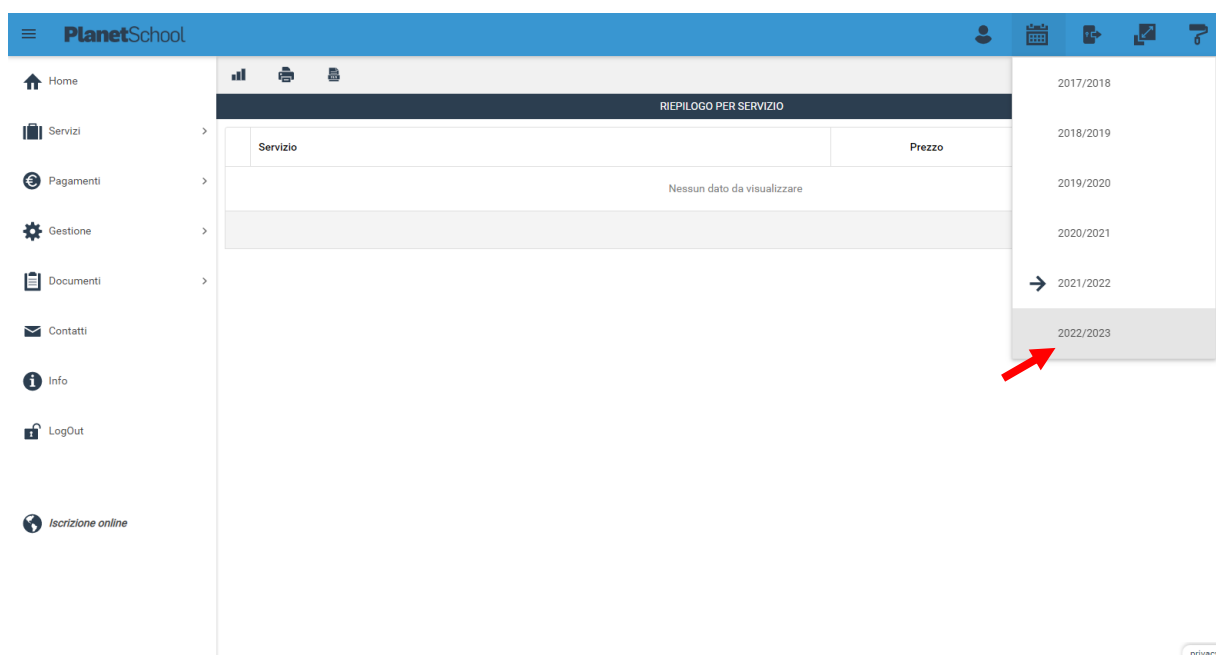 PlanetSchool
Home
Servizi
Pagamenti
Gestione
Documenti
Contatti
Info
LogOut
Iscrizione online
RIEPILOGO PER SERVIZIO
Servizio Prezzo
Nessun dato da visualizzare
2017/2018
2018/2019
2019/2020
2020/2021
2021/2022
2022/2023